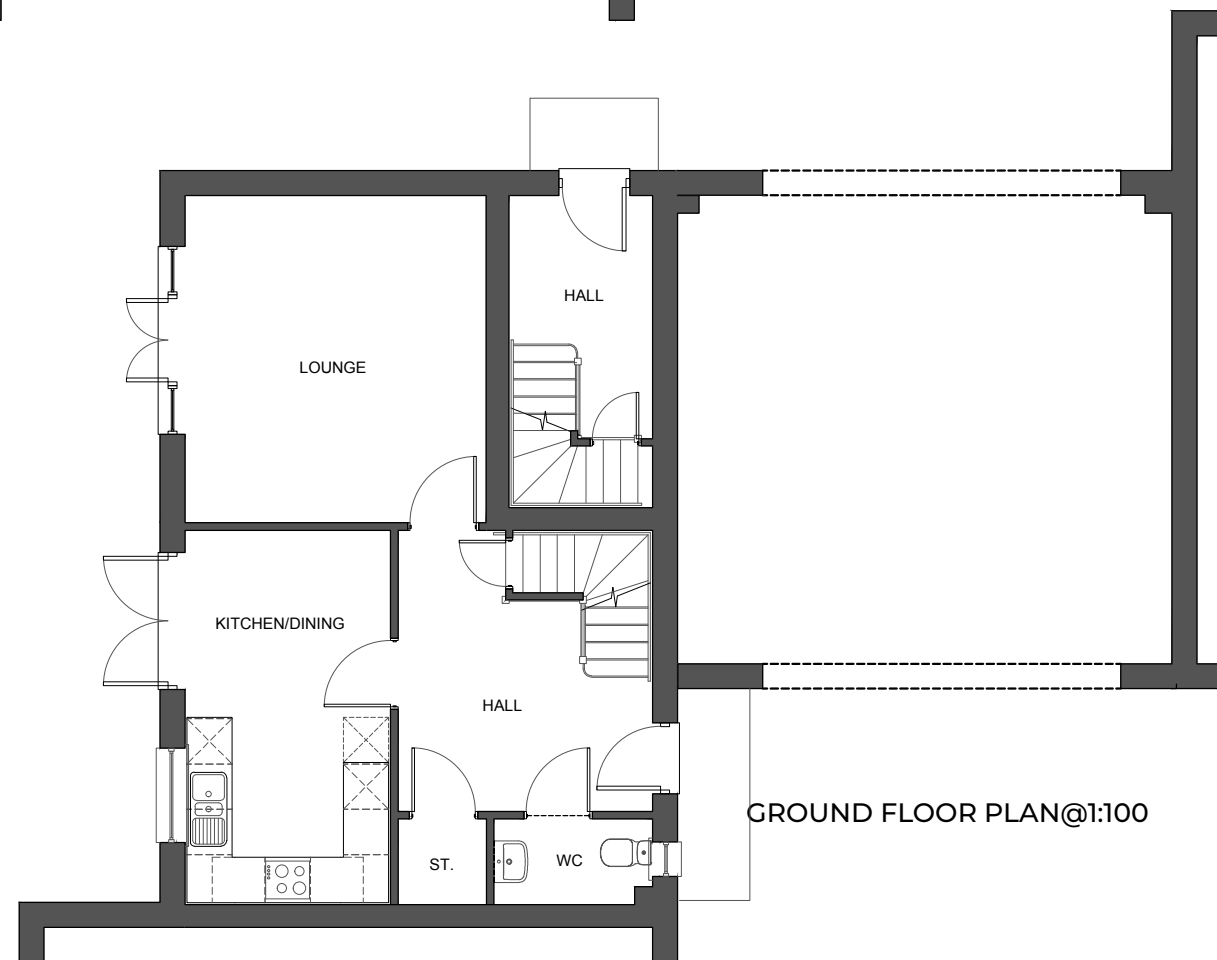 HALL
LOUNGE
KITCHEN/DINING
HALL
GROUND FLOOR PLAN@1:100
ST.
WC